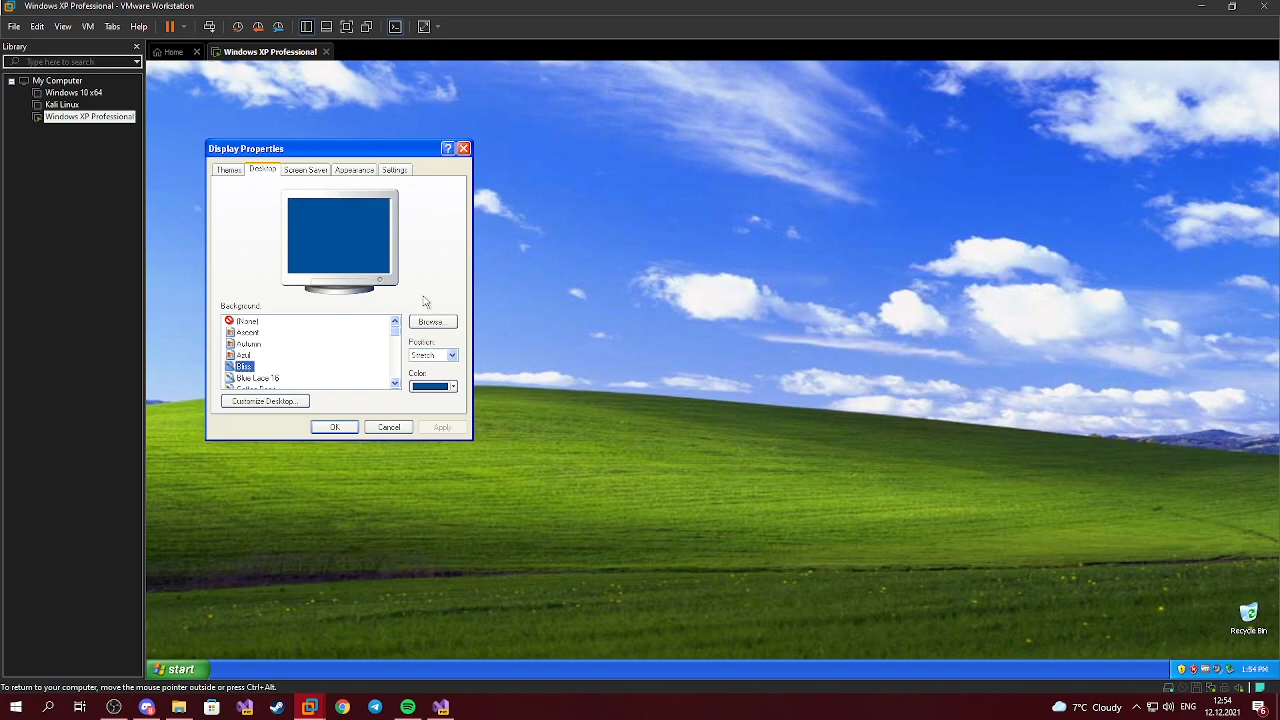 Windows XP Professional - VMware Workstation
File Edit View VM Tabs Help
Library
Type here to search
My Computer
Windows 10 x64
Kali Linux
Windows XP Professional
Home
Windows XP Professional
Display Properties
Themes Desktop Screen Saver Appearance Settings
Background:
(None)
Ascent
Autumn
Azul
Bliss
Blue Lace 16
Browse...
Position:
Stretch
Color:
Customize Desktop...
OK Cancel Apply
Recycle Bin
start
1:54 PM
To return to your computer, move the mouse pointer outside or press Ctrl+Alt.
7°C Cloudy
ENG
12:54
12.12.2021